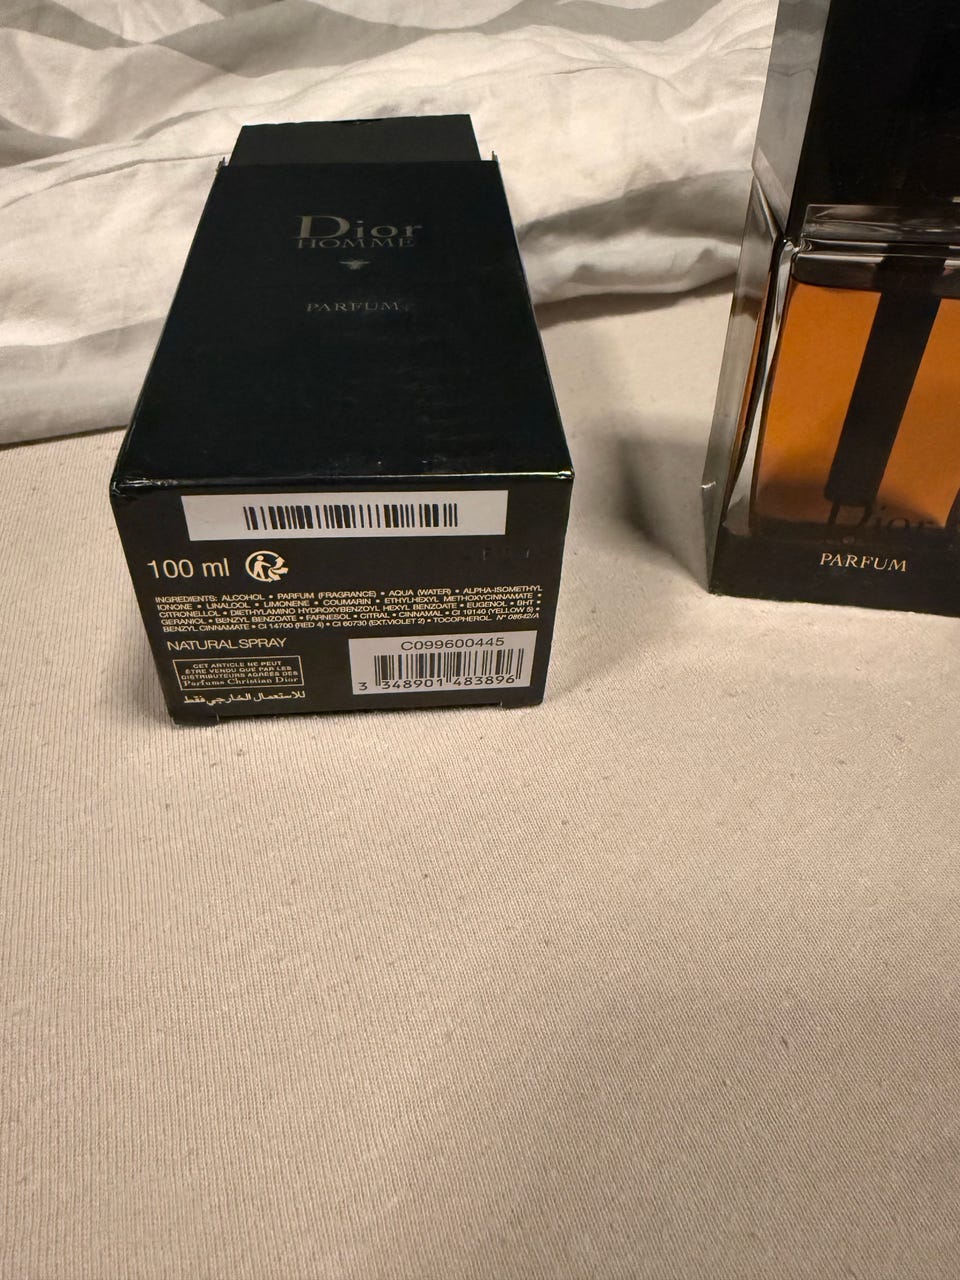 Dior
HOMME
PARFUM
100 ml
INGREDIENTS: ALCOHOL • PARFUM (FRAGRANCE) • AQUA (WATER) • ALPHA-ISOMETHYL
IONONE • LINALOOL • LIMONENE • COUMARIN • ETHYLHEXYL METHOXYCINNAMATE •
CITRONELLOL • DIETHYLAMINO HYDROXYBENZOYL HEXYL BENZOATE • EUGENOL • BHT
GERANIOL • BENZYL BENZOATE • FARNESOL • CITRAL • CINNAMAL • CI 19140 (YELLOW 5) •
BENZYL CINNAMATE • CI 14700 (RED 4) • CI 60730 (EXT.VIOLET 2) • TOCOPHEROL N° 08642/A
NATURAL SPRAY
CET ARTICLE NE PEUT
ÊTRE VENDU QUE PAR LES
DISTRIBUTEURS AGRÉÉS DES
Parfums Christian Dior
للاستعمال الخارجي فقط
C099600445
3 348901 483896
Dior
PARFUM